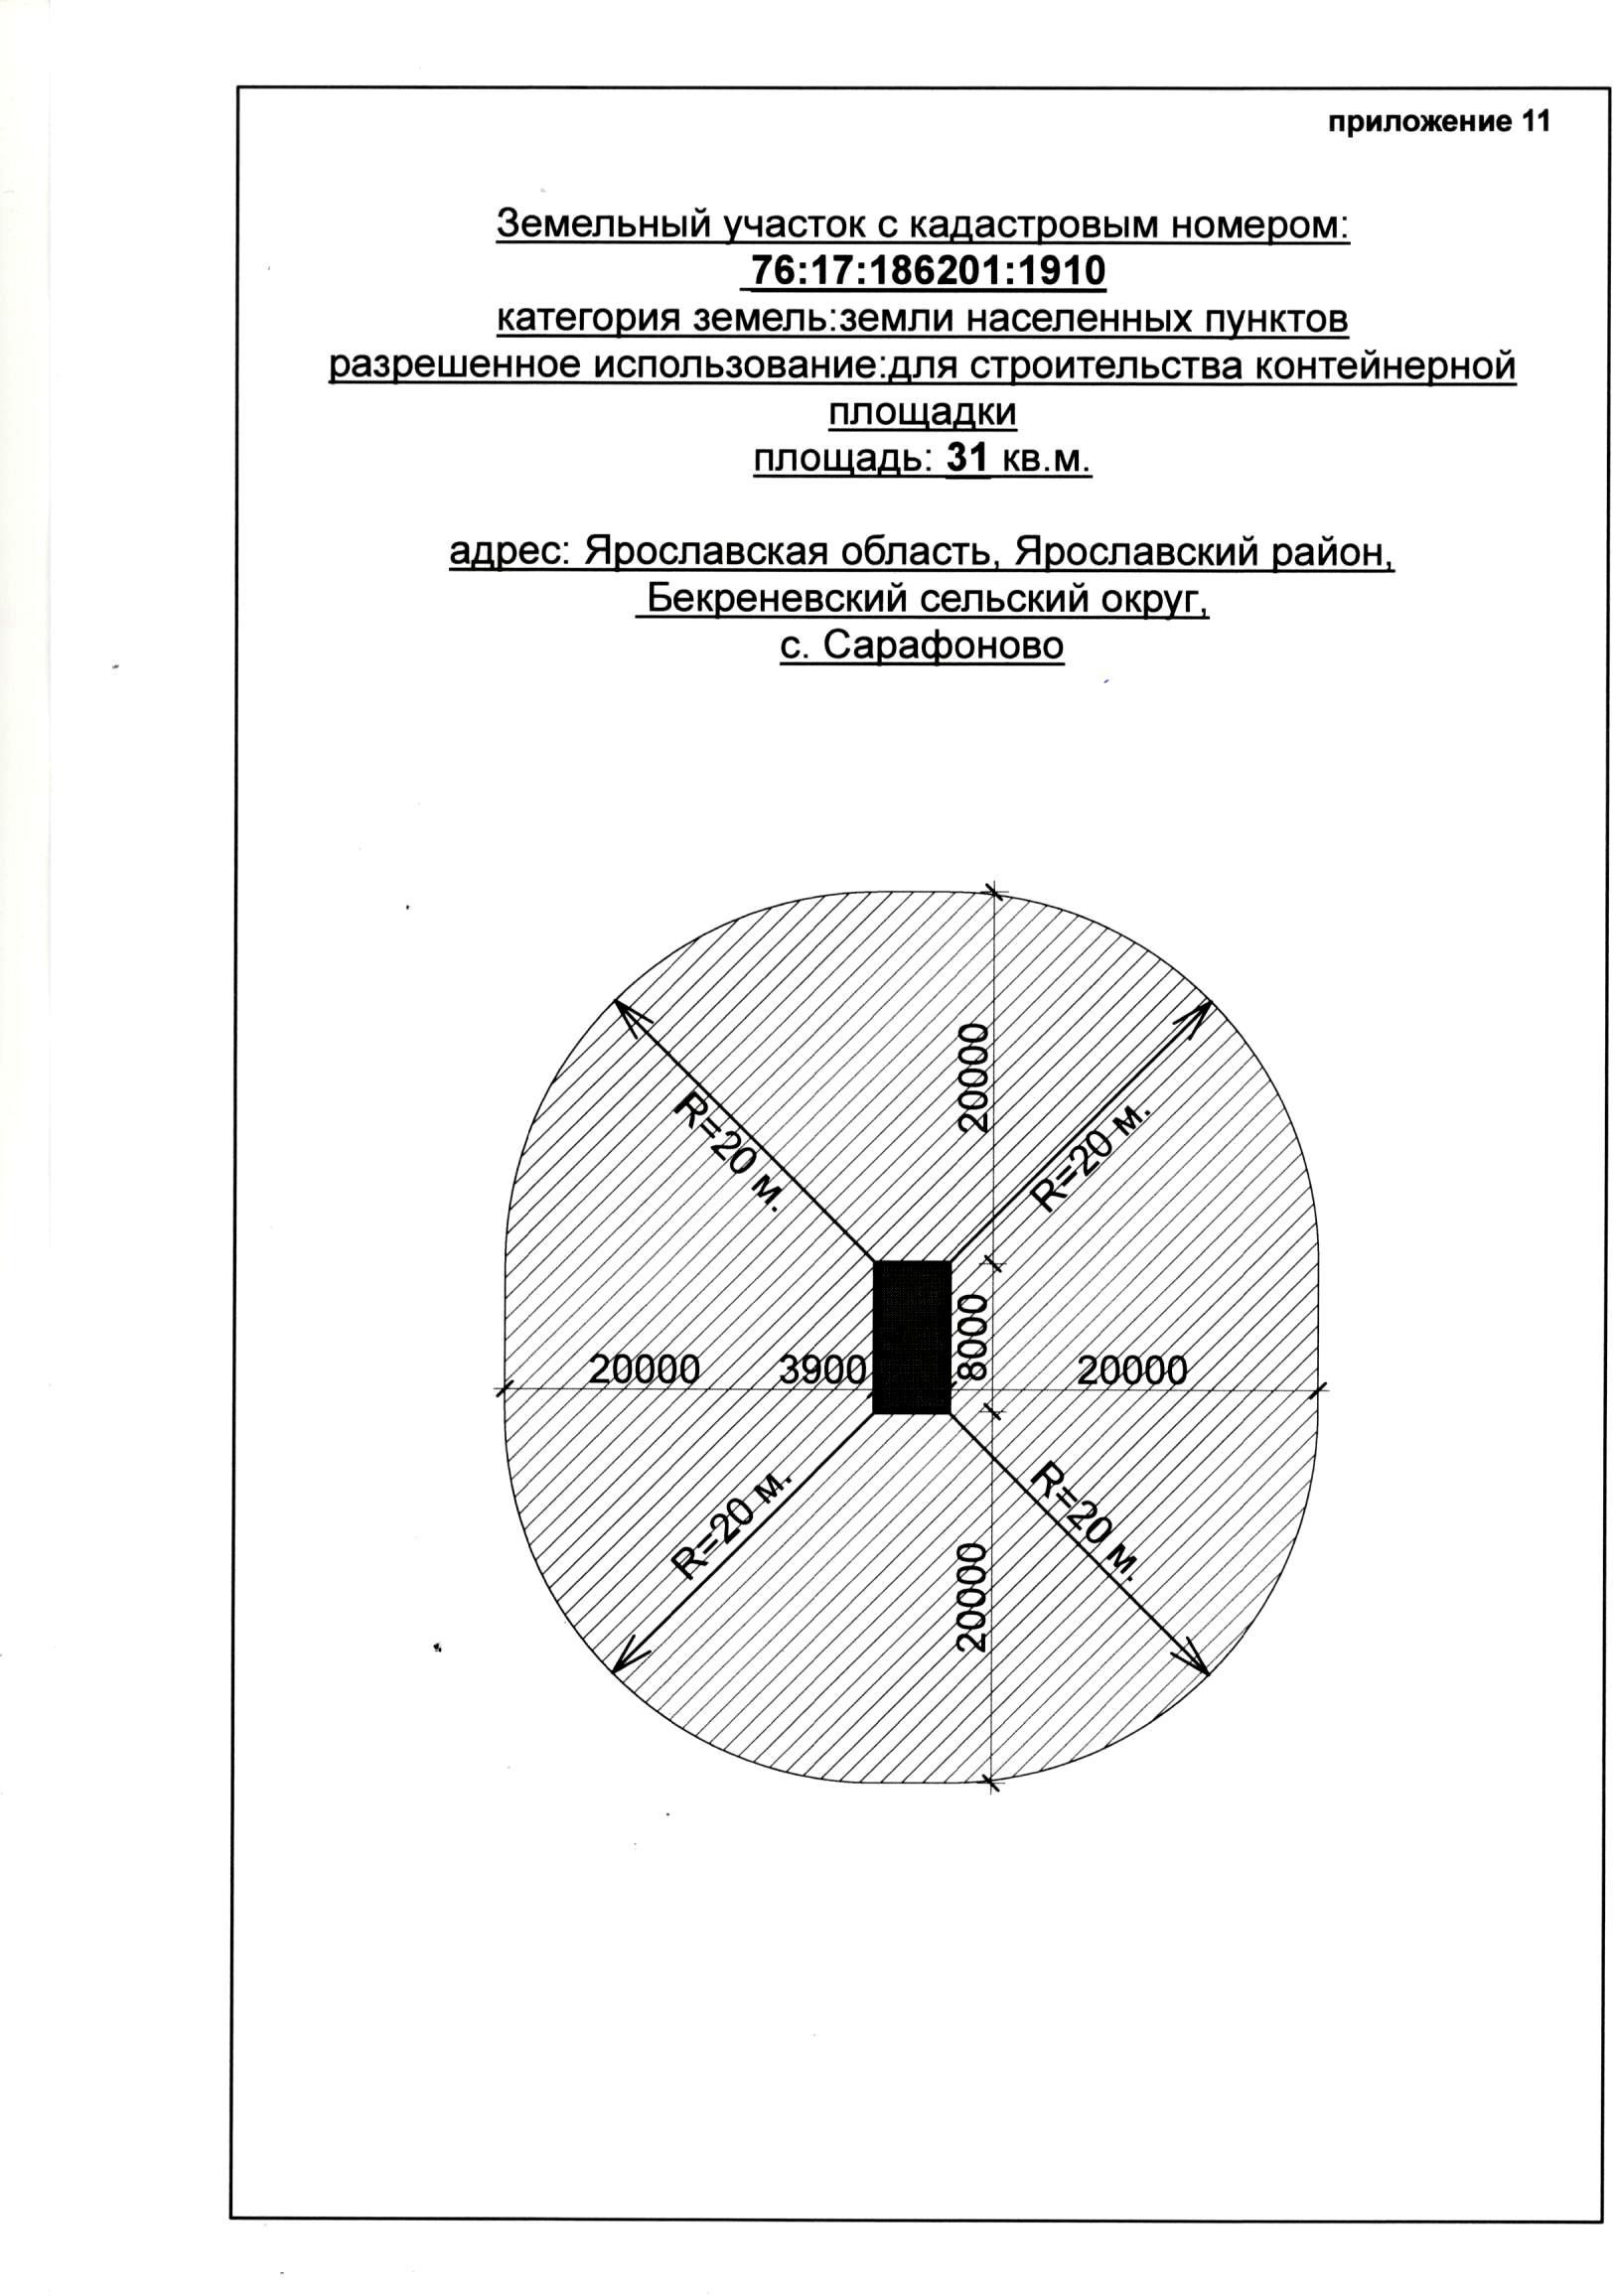 приложение 11
Земельный участок с кадастровым номером:
76:17:186201:1910
категория земель:земли населенных пунктов
разрешенное использование:для строительства контейнерной
площадки
площадь: 31 кв.м.
адрес: Ярославская область, Ярославский район,
Бекреневский сельский округ,
с. Сарафоново
20000
R=20 м.
R=20 м.
8000
20000
3900
20000
R=20 м.
R=20 м.
20000